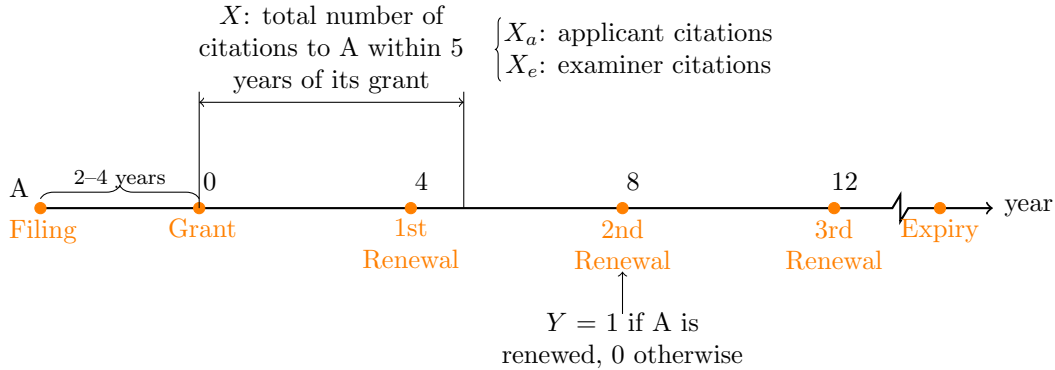 X: total number of
citations to A within 5
years of its grant
X_a: applicant citations
X_e: examiner citations
A
2–4 years
0
4
8
12
year
Filing
Grant
1st
Renewal
2nd
Renewal
3rd
Renewal
Expiry
Y = 1 if A is
renewed, 0 otherwise